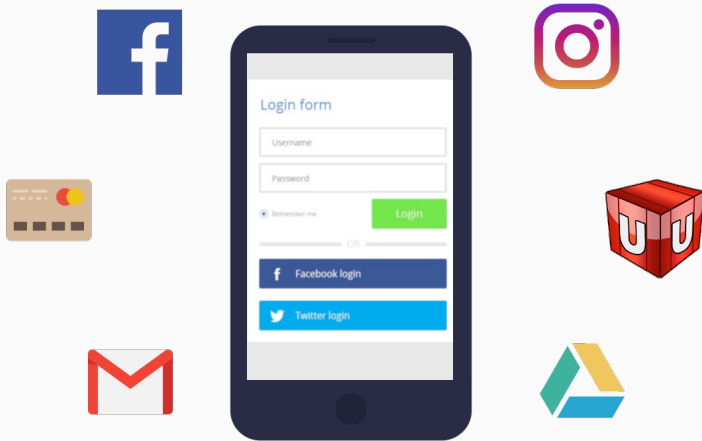 Login form
Username
Password
Remember me
Login
OR
f Facebook login
Twitter login
U U